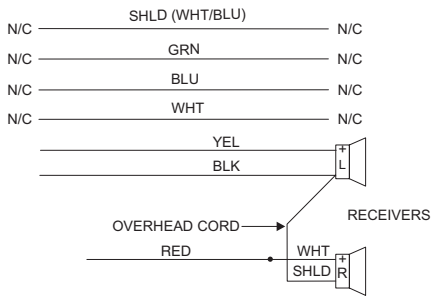 SHLD (WHT/BLU)
N/C N/C
GRN
N/C N/C
BLU
N/C N/C
WHT
N/C N/C
YEL
+
L
BLK
RECEIVERS
OVERHEAD CORD
RED WHT
+
SHLD R